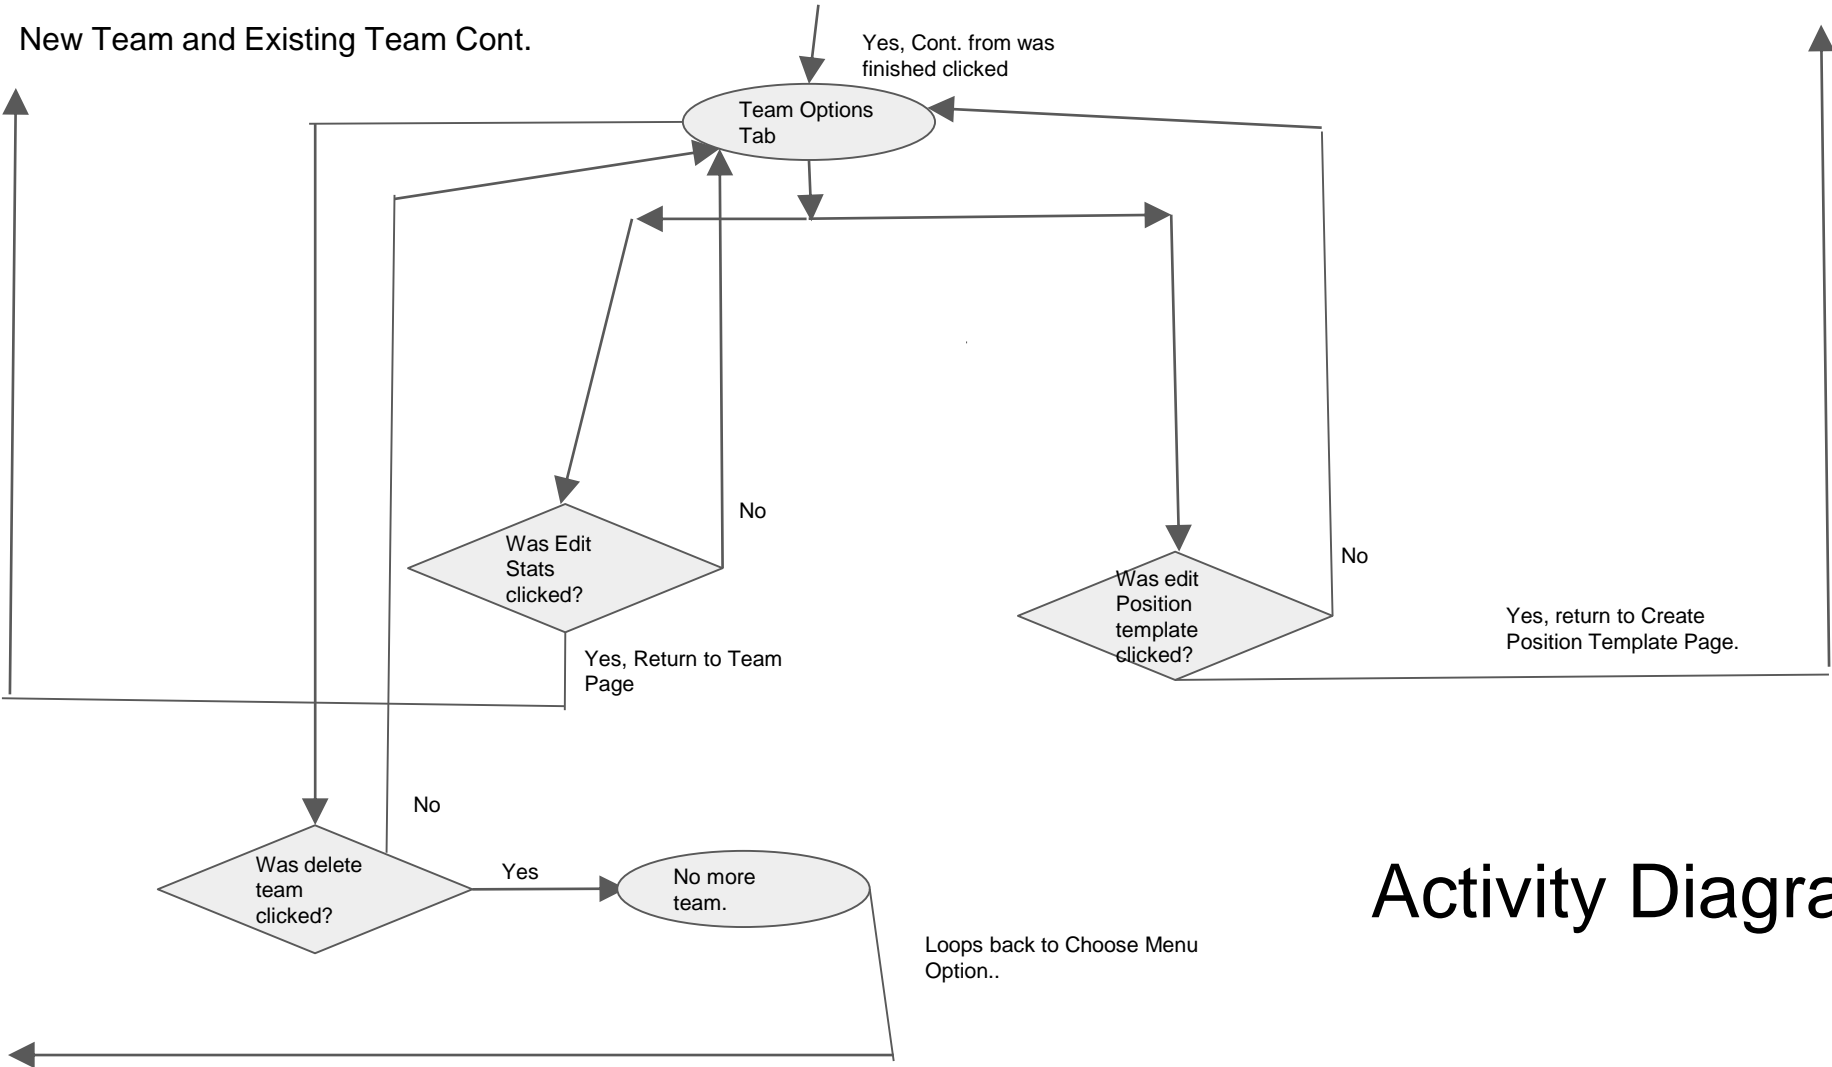 New Team and Existing Team Cont.
Yes, Cont. from was
finished clicked
Team Options
Tab
No
Was Edit
Stats
clicked?
No
Was edit
Position
template
clicked?
Yes, return to Create
Position Template Page.
Yes, Return to Team
Page
No
Was delete
team
clicked?
Yes
No more
team.
Activity Diagra
Loops back to Choose Menu
Option..